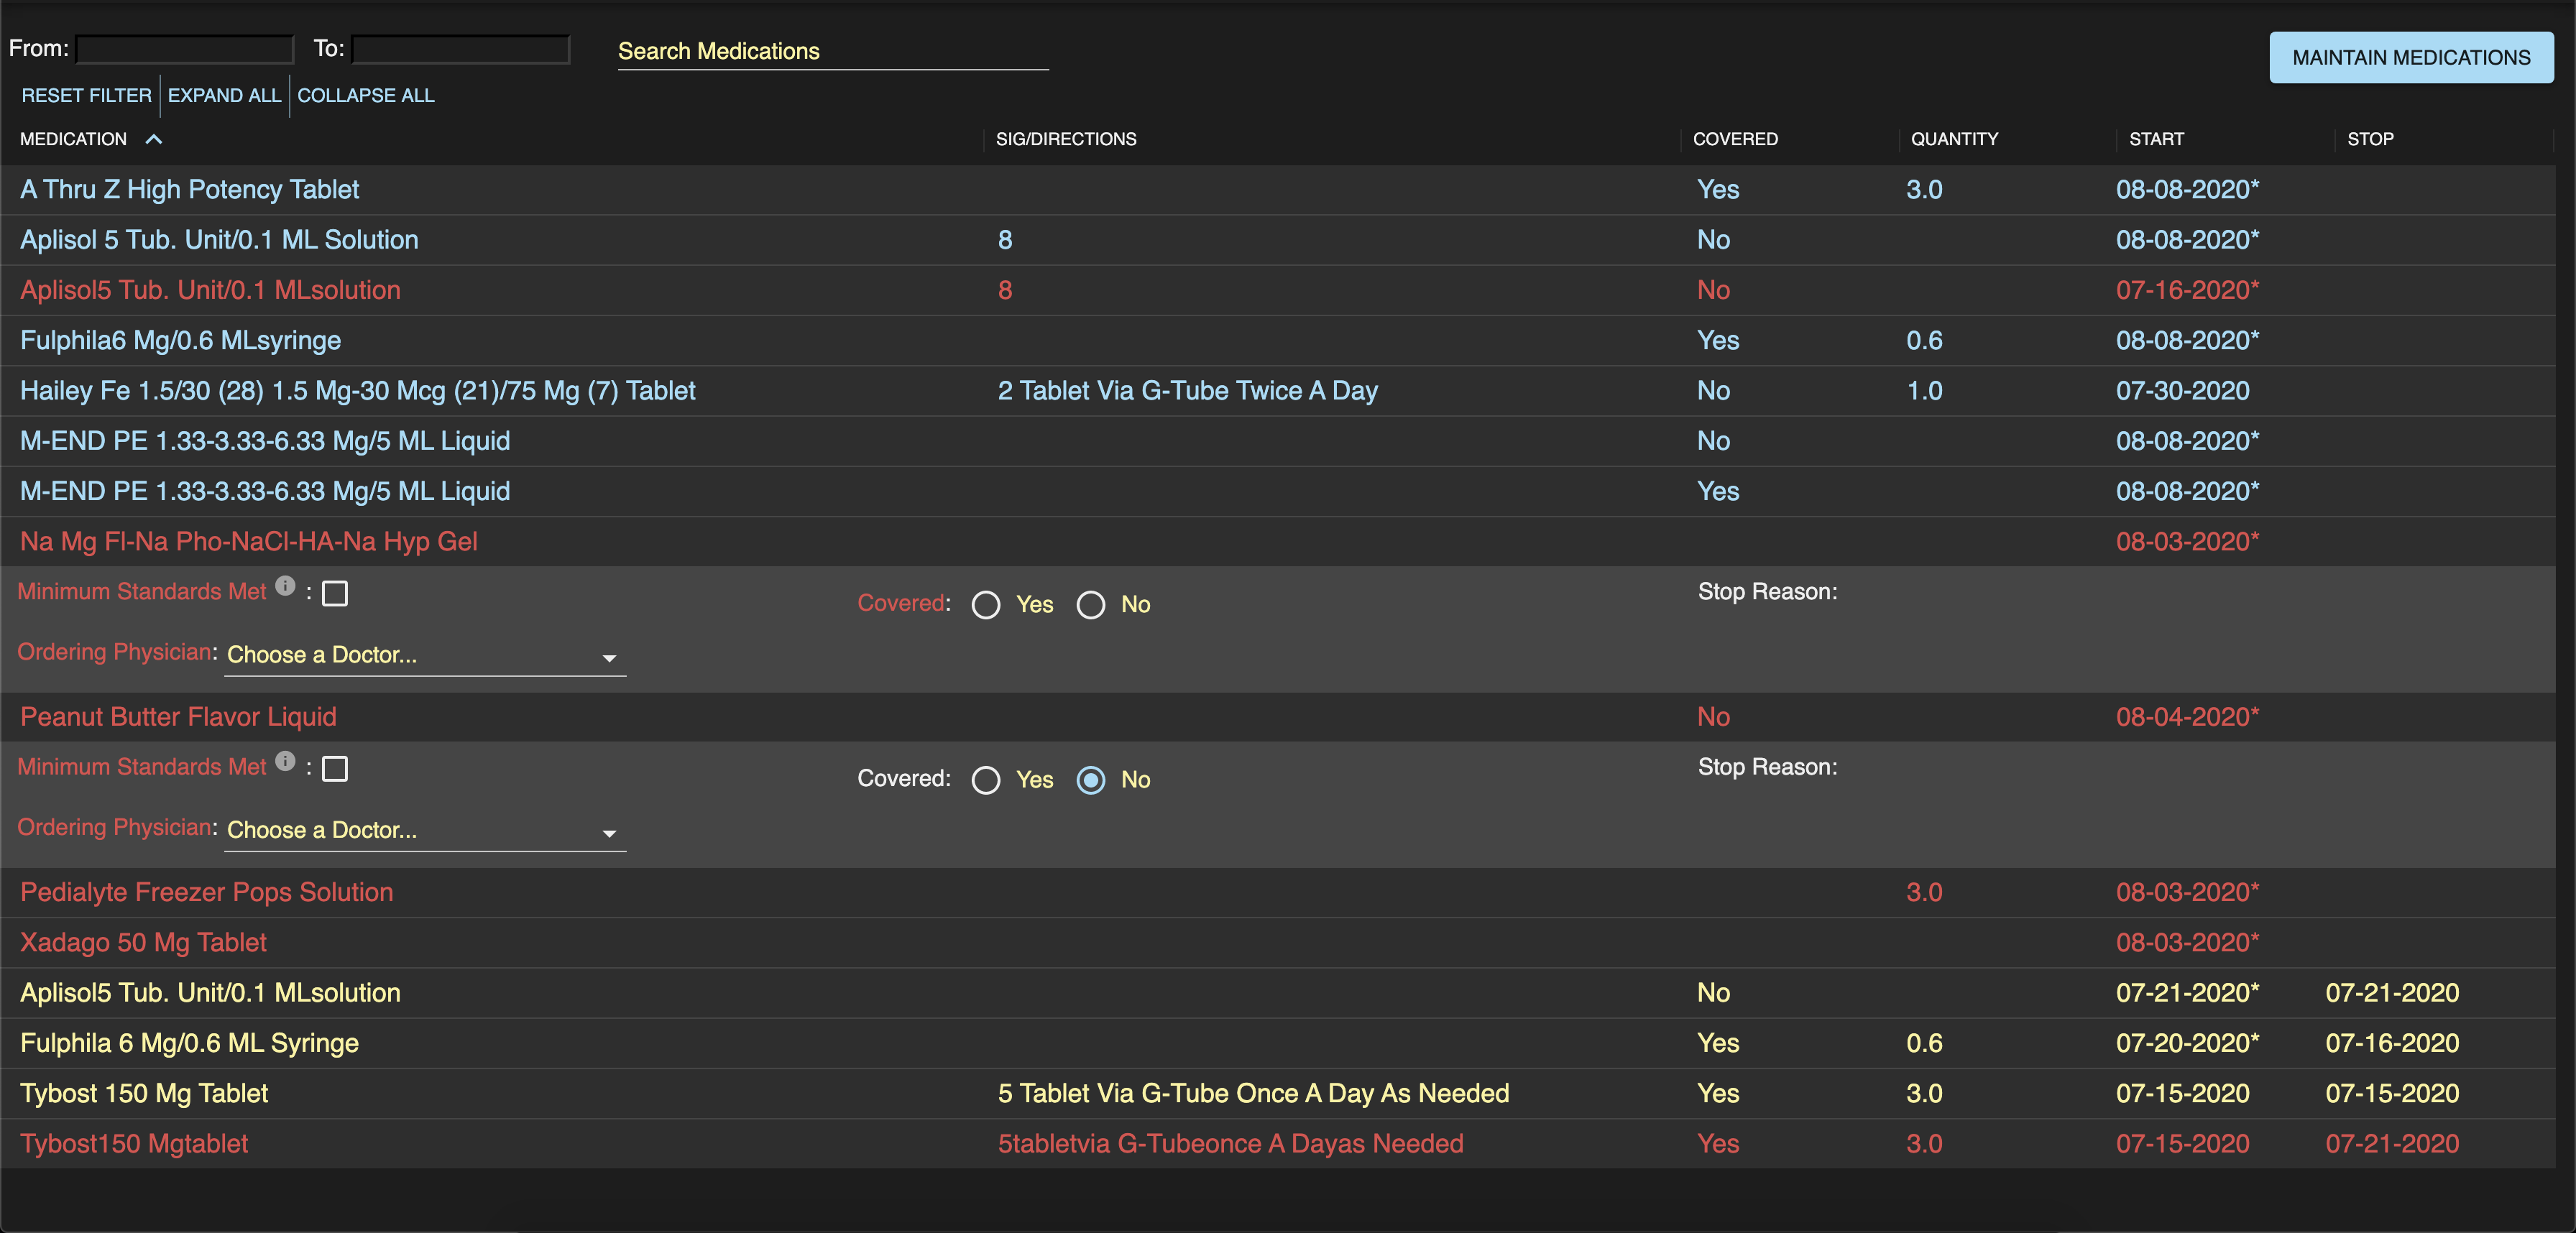 From: To: Search Medications MAINTAIN MEDICATIONS
RESET FILTER EXPAND ALL COLLAPSE ALL
MEDICATION SIG/DIRECTIONS COVERED QUANTITY START STOP
A Thru Z High Potency Tablet Yes 3.0 08-08-2020*
Aplisol 5 Tub. Unit/0.1 ML Solution 8 No 08-08-2020*
Aplisol5 Tub. Unit/0.1 MLsolution 8 No 07-16-2020*
Fulphila6 Mg/0.6 MLsyringe Yes 0.6 08-08-2020*
Hailey Fe 1.5/30 (28) 1.5 Mg-30 Mcg (21)/75 Mg (7) Tablet 2 Tablet Via G-Tube Twice A Day No 1.0 07-30-2020
M-END PE 1.33-3.33-6.33 Mg/5 ML Liquid No 08-08-2020*
M-END PE 1.33-3.33-6.33 Mg/5 ML Liquid Yes 08-08-2020*
Na Mg Fl-Na Pho-NaCl-HA-Na Hyp Gel 08-03-2020*
Minimum Standards Met i : Covered: Yes No Stop Reason:
Ordering Physician: Choose a Doctor...
Peanut Butter Flavor Liquid No 08-04-2020*
Minimum Standards Met i : Covered: Yes No Stop Reason:
Ordering Physician: Choose a Doctor...
Pedialyte Freezer Pops Solution 3.0 08-03-2020*
Xadago 50 Mg Tablet 08-03-2020*
Aplisol5 Tub. Unit/0.1 MLsolution No 07-21-2020* 07-21-2020
Fulphila 6 Mg/0.6 ML Syringe Yes 0.6 07-20-2020* 07-16-2020
Tybost 150 Mg Tablet 5 Tablet Via G-Tube Once A Day As Needed Yes 3.0 07-15-2020 07-15-2020
Tybost150 Mgtablet 5tabletvia G-Tubeonce A Dayas Needed Yes 3.0 07-15-2020 07-21-2020